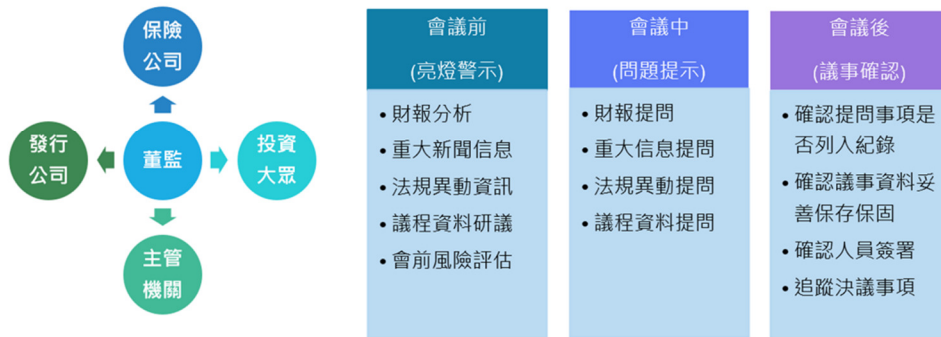 保險
公司
發行
公司
董監
投資
大眾
主管
機關
會議前
(亮燈警示)
• 財報分析
• 重大新聞信息
• 法規異動資訊
• 議程資料研議
• 會前風險評估
會議中
(問題提示)
• 財報提問
• 重大信息提問
• 法規異動提問
• 議程資料提問
會議後
(議事確認)
• 確認提問事項是
否列入紀錄
• 確認議事資料妥
善保存保固
• 確認人員簽署
• 追蹤決議事項